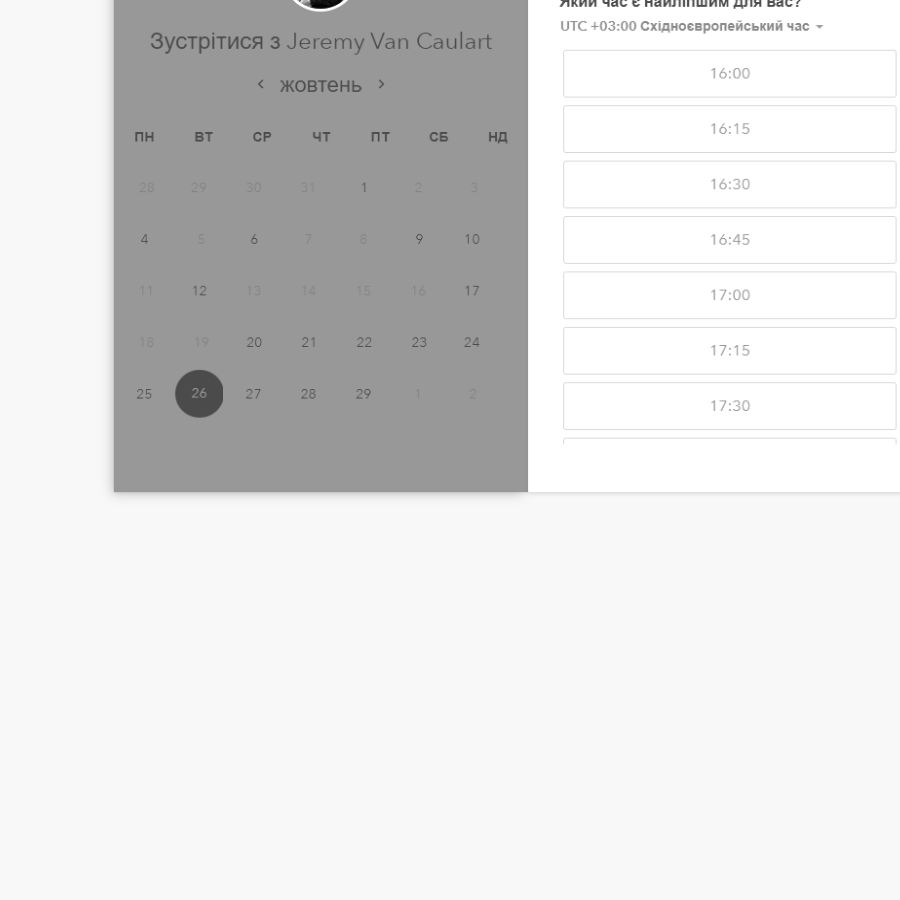 Зустрітися з Jeremy Van Caulart
жовтень
ПН ВТ СР ЧТ ПТ СБ НД
28 29 30 31 1 2 3
4 5 6 7 8 9 10
11 12 13 14 15 16 17
18 19 20 21 22 23 24
25 26 27 28 29 1 2
Який час є найліпшим для вас?
UTC +03:00 Східноєвропейський час
16:00
16:15
16:30
16:45
17:00
17:15
17:30